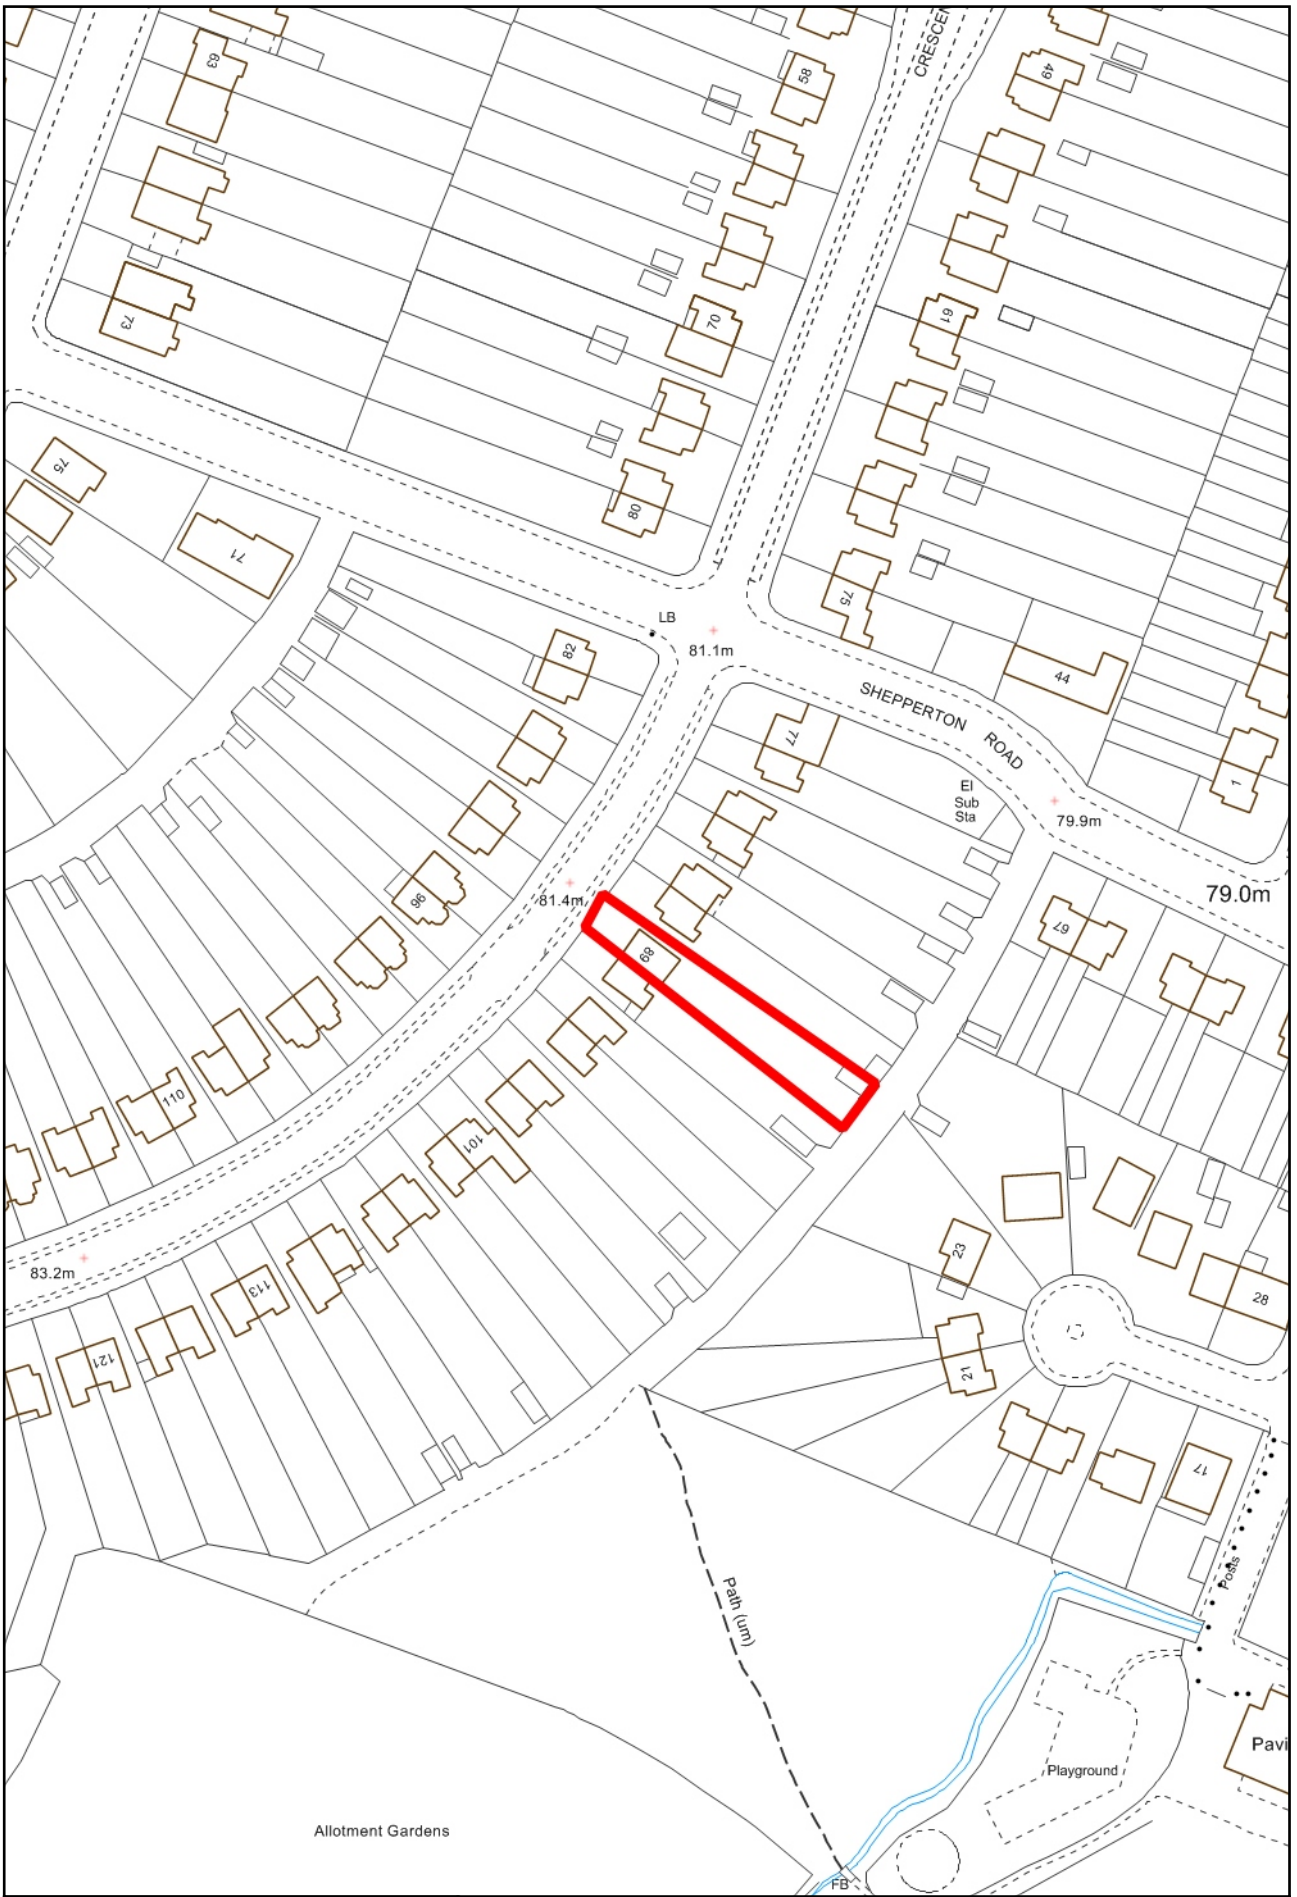 CRESCEN
63
58
49
70
61
73
75
80
71
75
LB
81.1m
82
44
SHEPPERTON
ROAD
77
El
Sub
Sta
1
79.9m
79.0m
96
81.4m
89
67
110
101
23
28
83.2m
113
21
121
17
Posts
Path (um)
Pavi
Playground
Allotment Gardens
FB